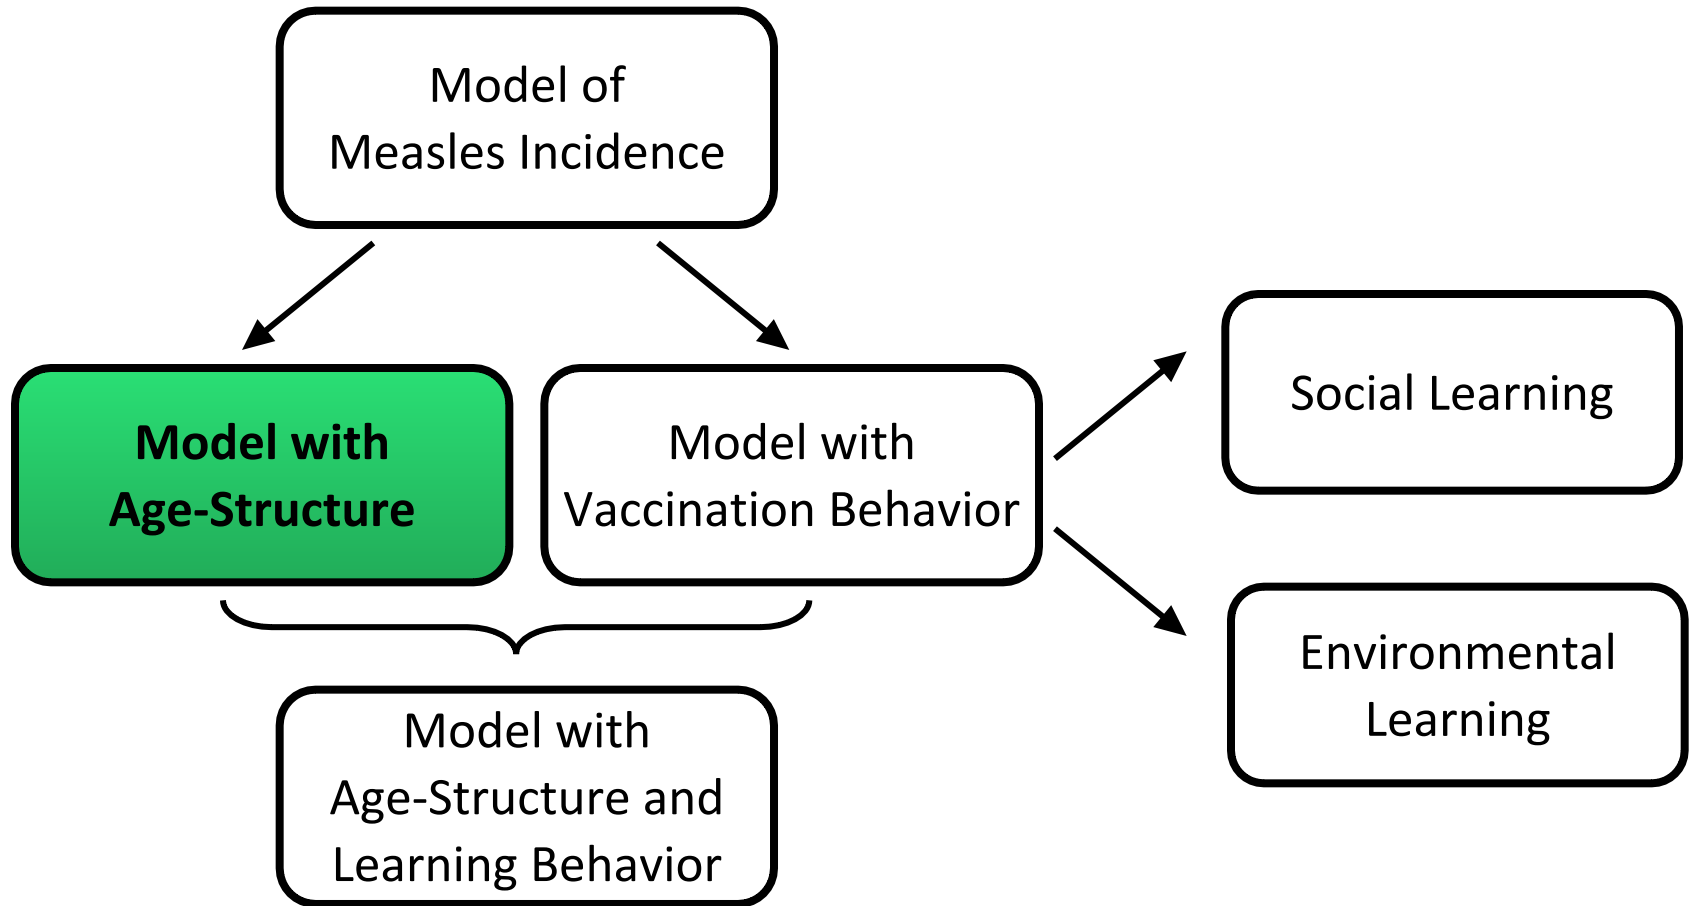 Model of
Measles Incidence
Model with
Age-Structure
Model with
Vaccination Behavior
Social Learning
Environmental
Learning
Model with
Age-Structure and
Learning Behavior